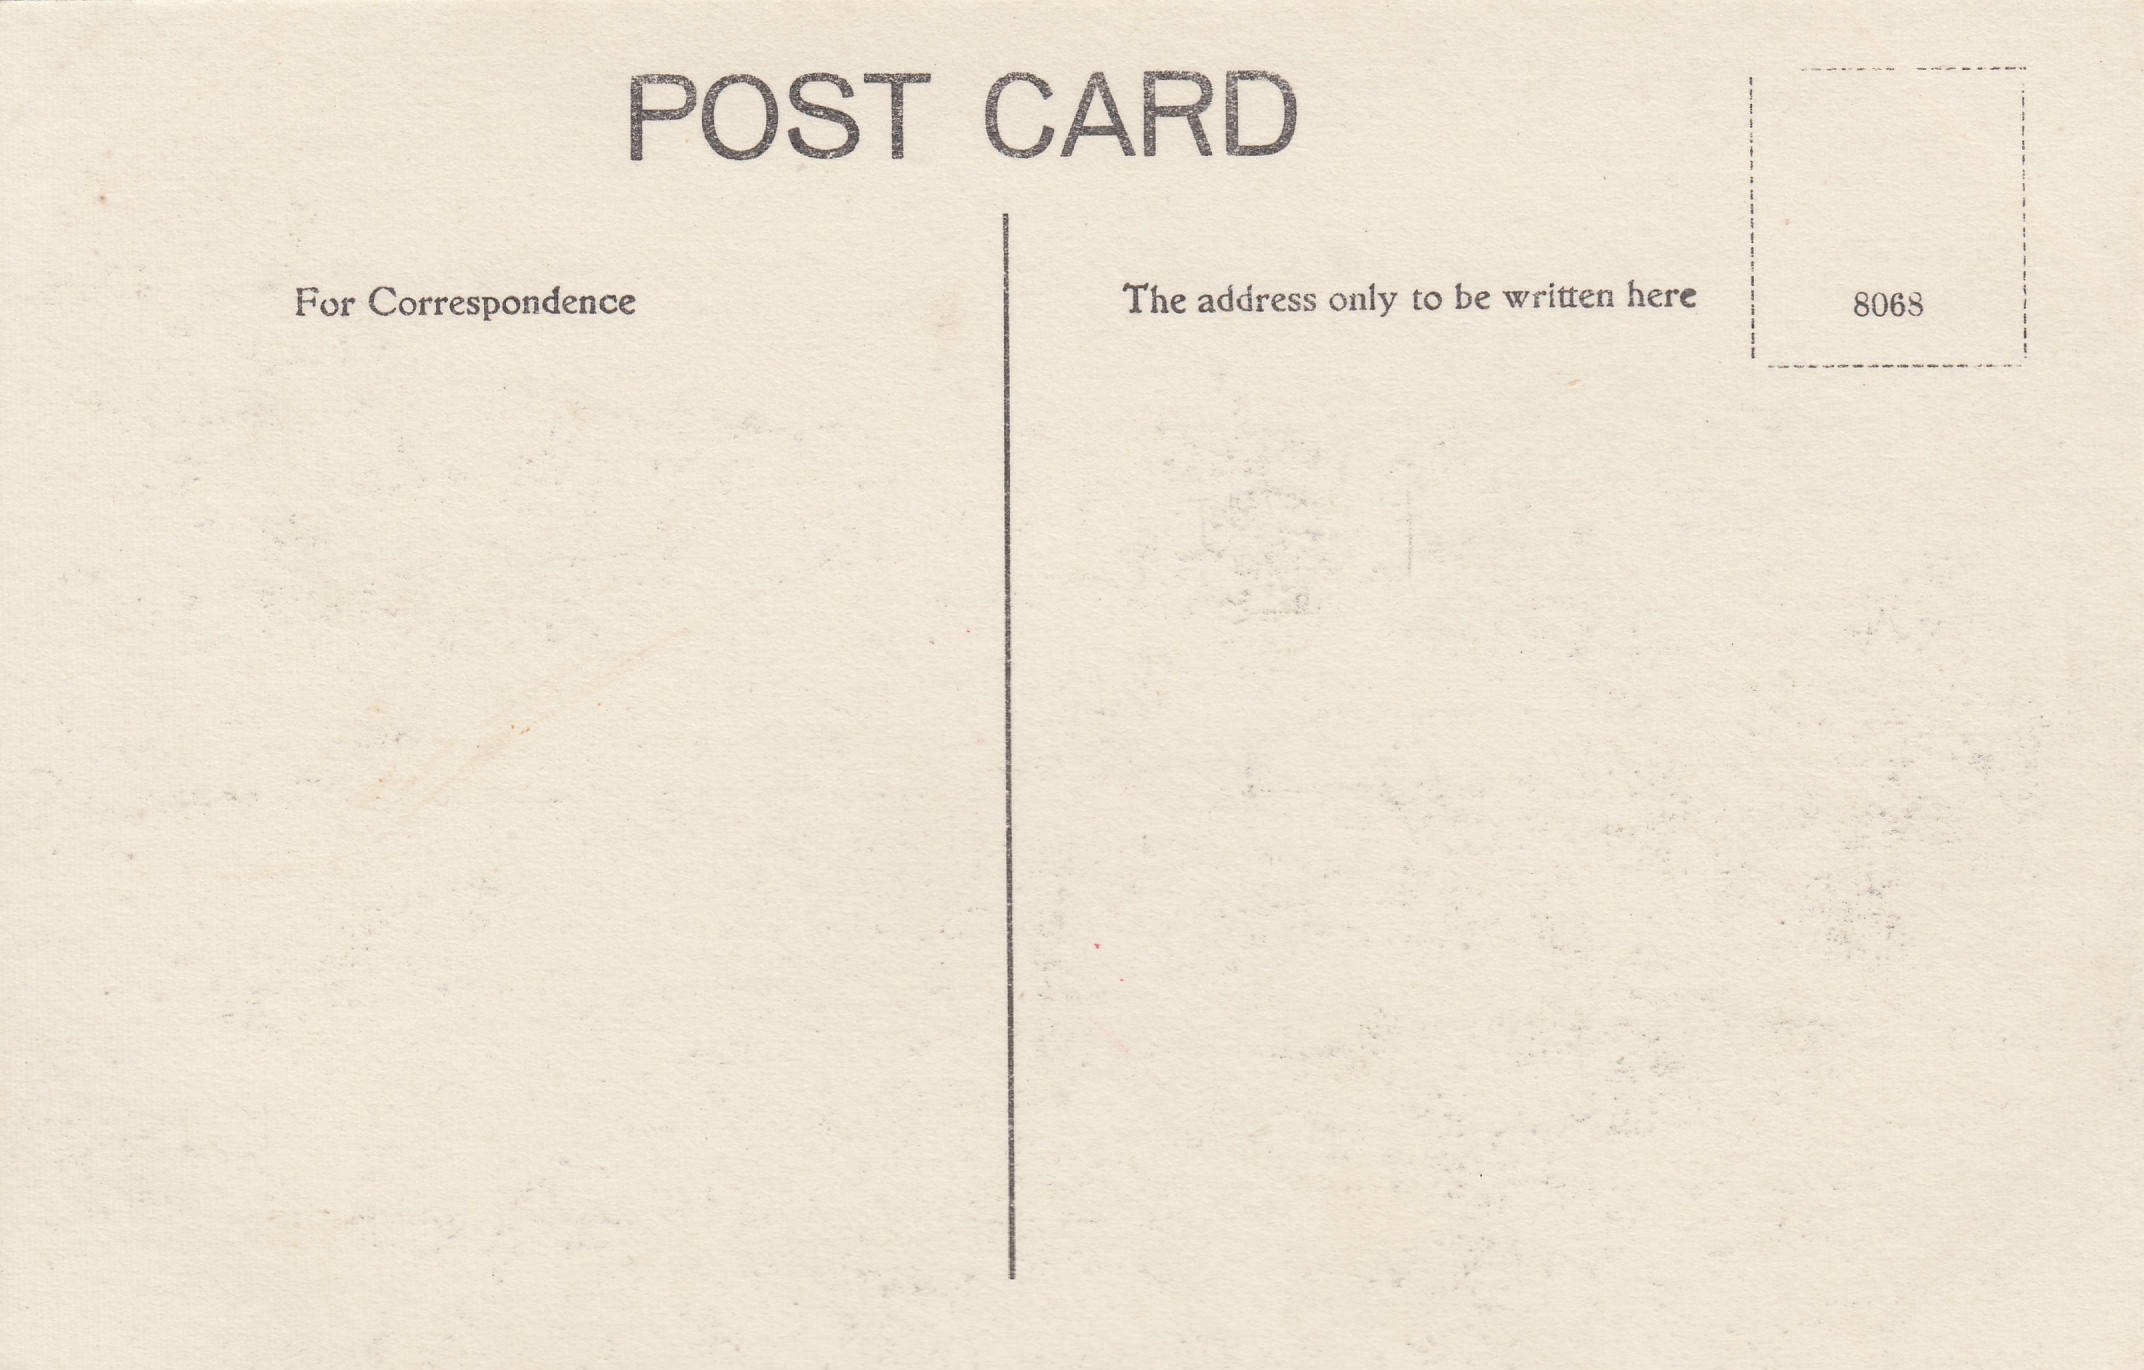 POST CARD
For Correspondence
The address only to be written here
8068